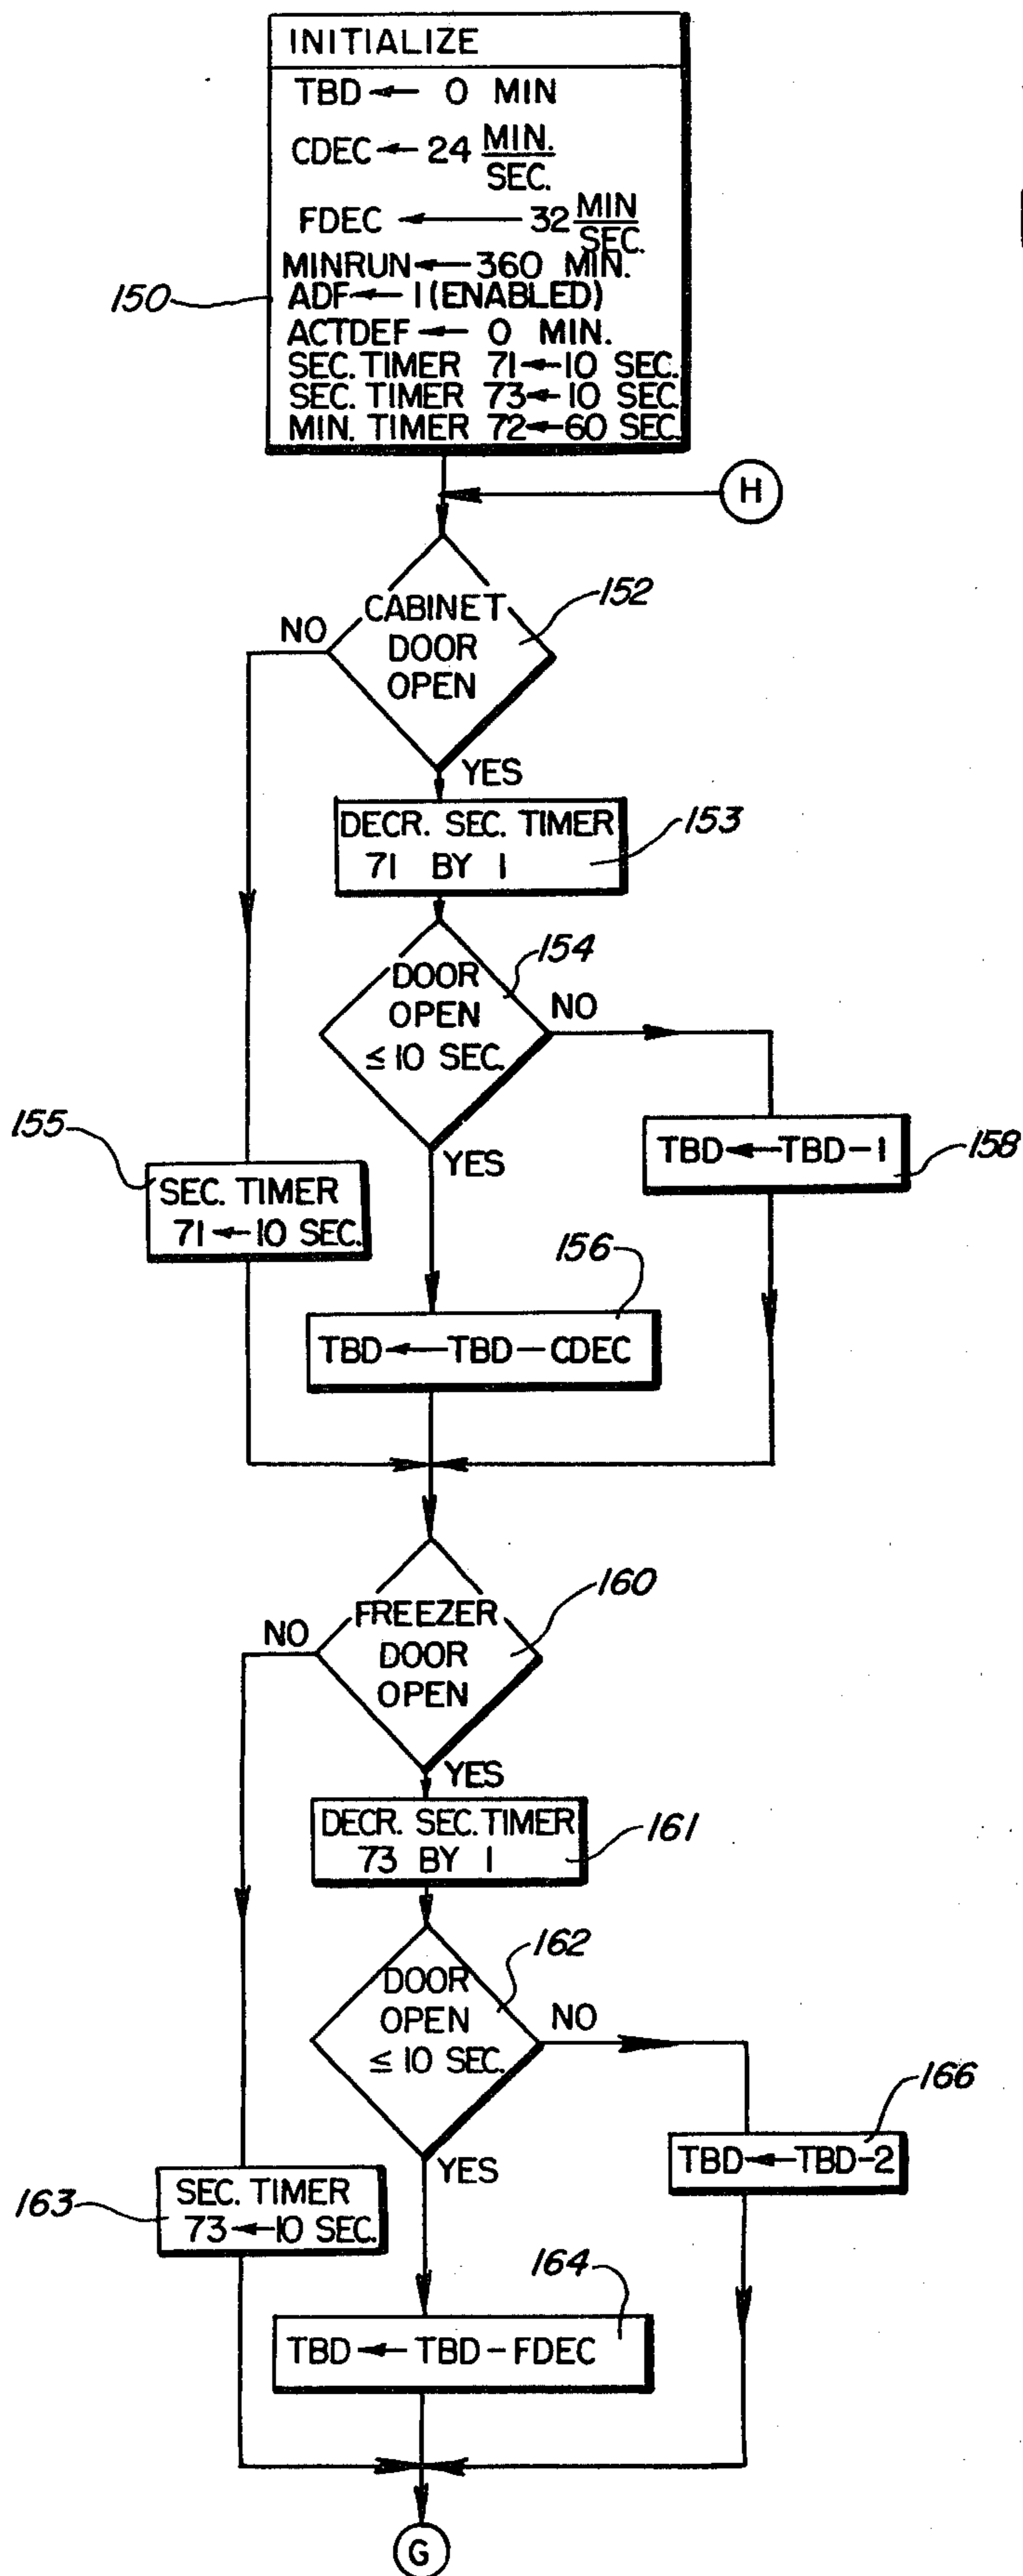 INITIALIZE
TBD ← 0 MIN
CDEC ← 24 MIN./SEC.
FDEC ← 32 MIN/SEC.
MINRUN ← 360 MIN.
ADF ← 1 (ENABLED)
ACTDEF ← 0 MIN.
SEC. TIMER 71 ← 10 SEC.
SEC. TIMER 73 ← 10 SEC.
MIN. TIMER 72 ← 60 SEC.
150
H
CABINET
DOOR
OPEN
152
NO
YES
DECR. SEC. TIMER
71 BY 1
153
DOOR
OPEN
≤ 10 SEC.
154
NO
YES
155
SEC. TIMER
71 ← 10 SEC.
TBD ← TBD – 1
158
156
TBD ← TBD – CDEC
FREEZER
DOOR
OPEN
160
NO
YES
DECR. SEC. TIMER
73 BY 1
161
DOOR
OPEN
≤ 10 SEC.
162
NO
YES
166
TBD ← TBD-2
163
SEC. TIMER
73 ← 10 SEC.
164
TBD ← TBD – FDEC
G